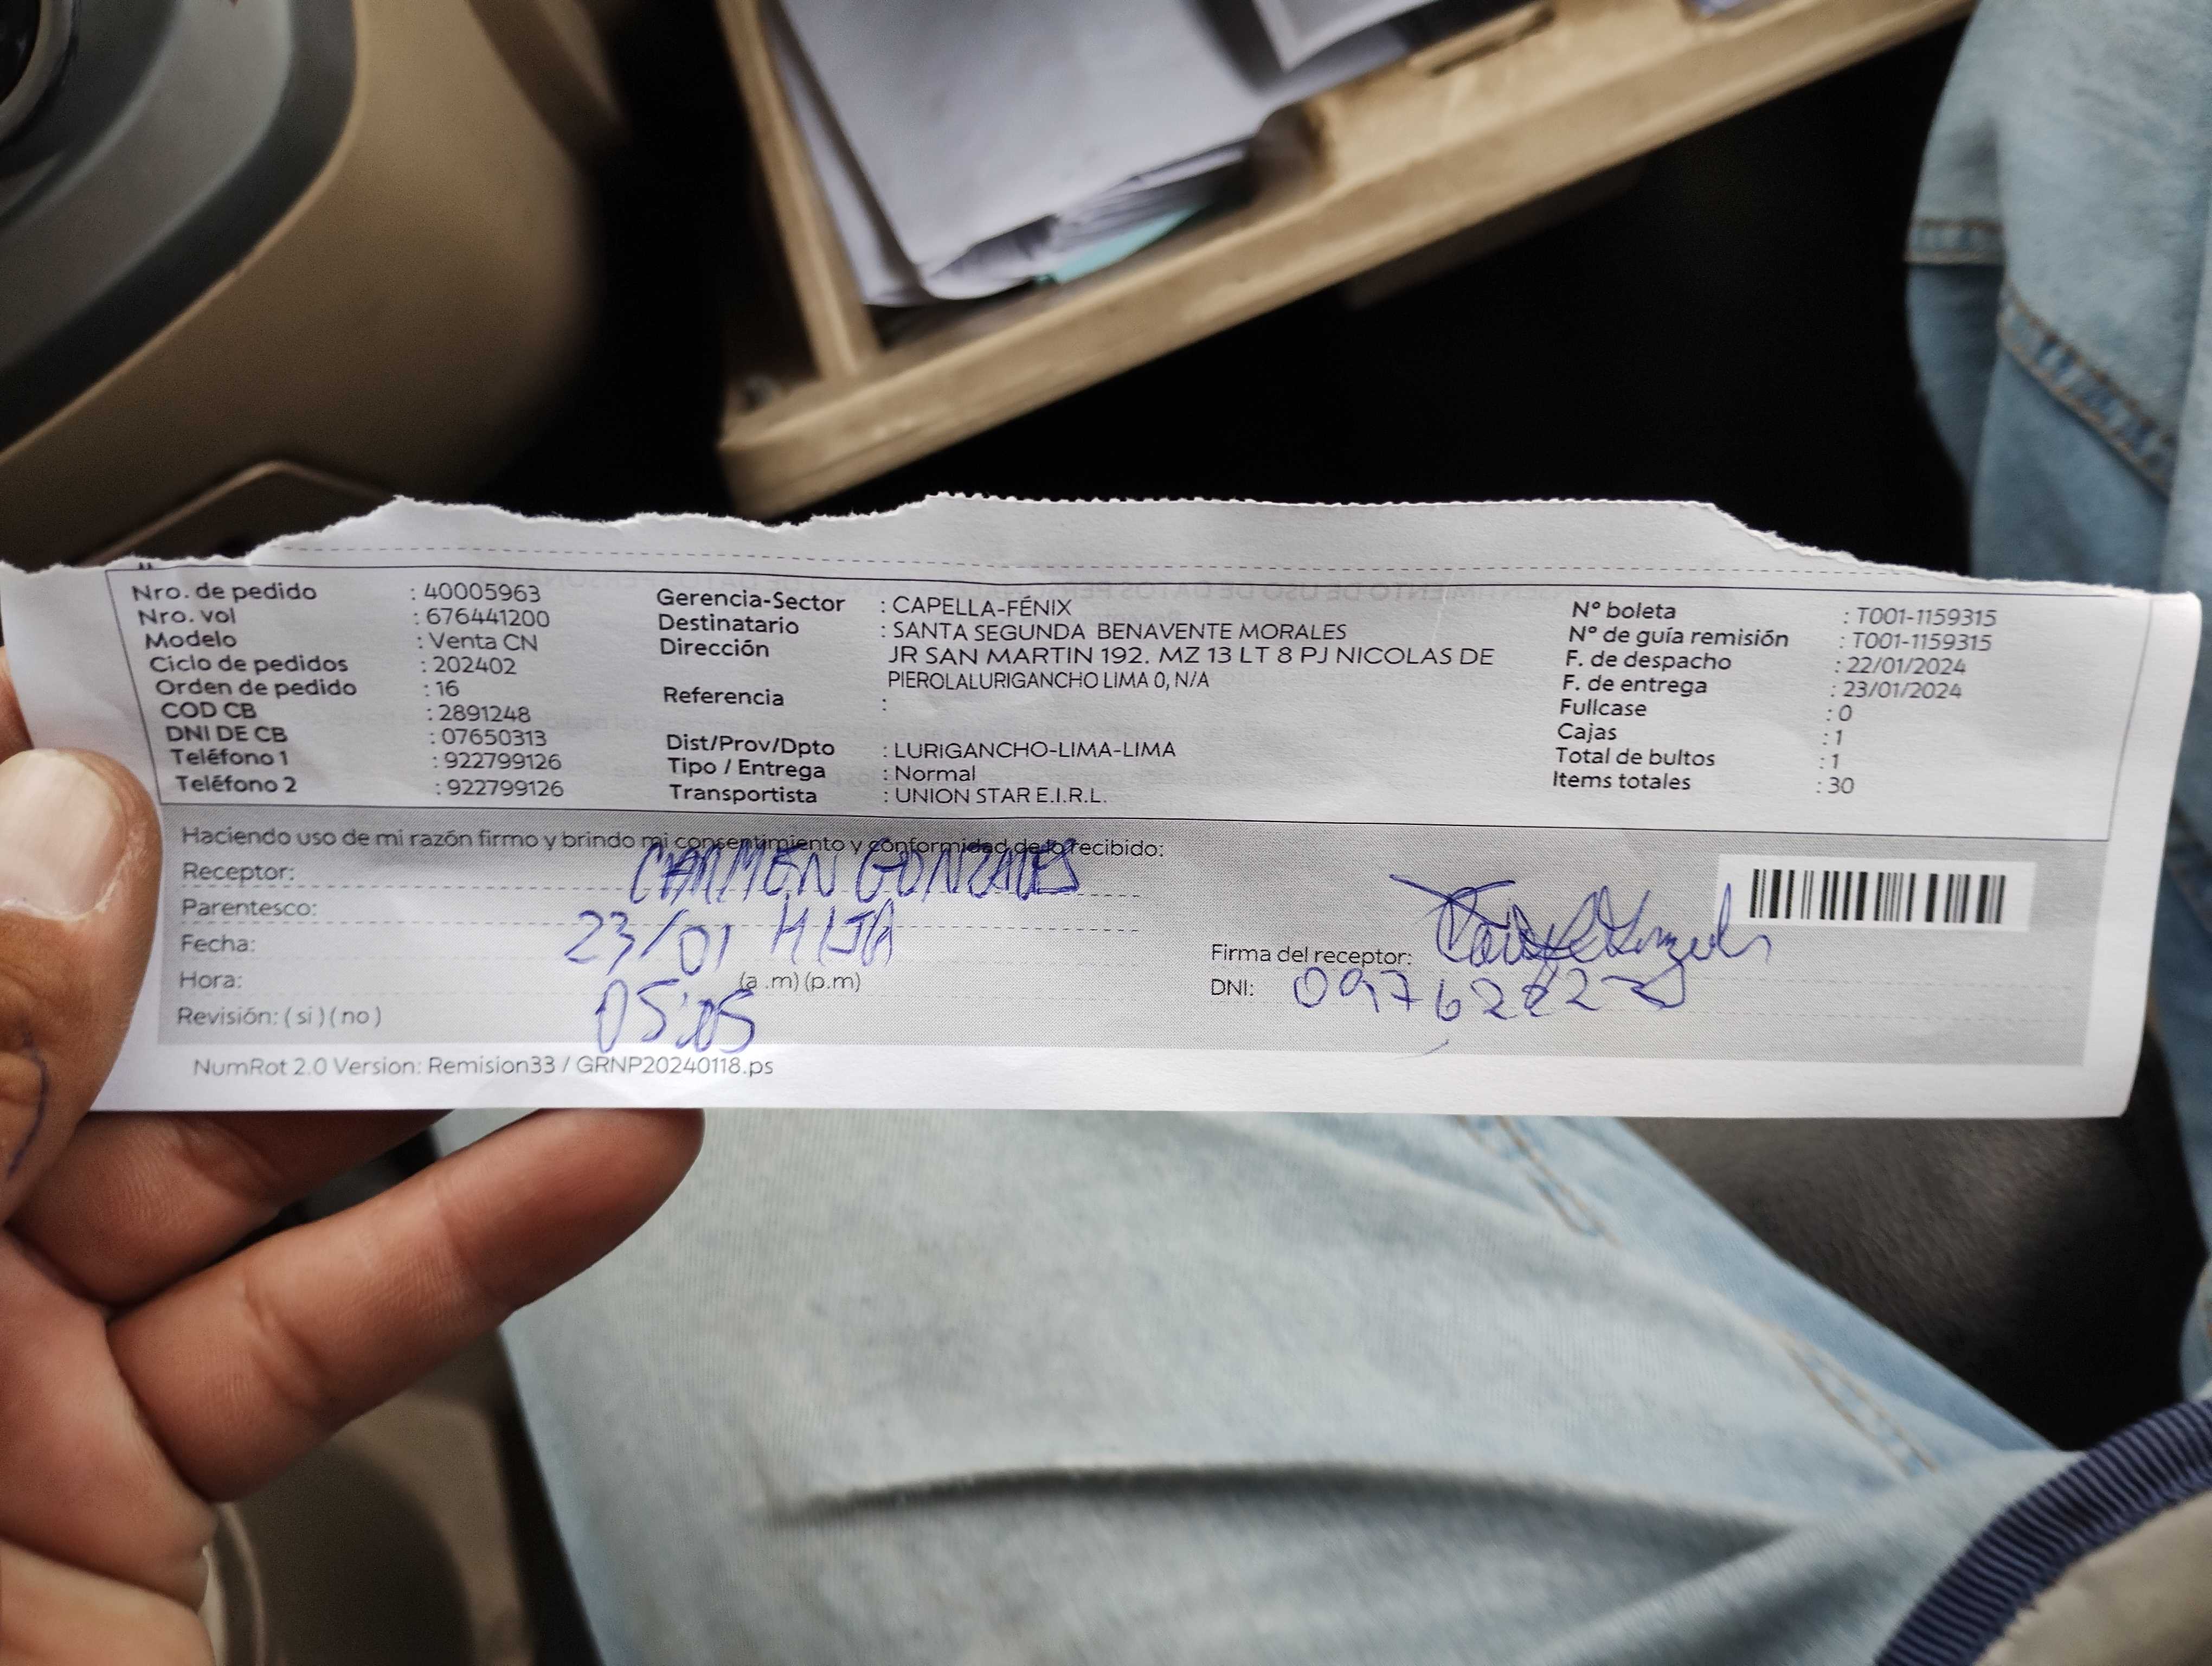 Nro. de pedido : 40005963
Nro. vol : 676441200
Modelo : Venta CN
Ciclo de pedidos : 202402
Orden de pedido : 16
COD CB : 2891248
DNI DE CB : 07650313
Teléfono 1 : 922799126
Teléfono 2 : 922799126
Gerencia-Sector : CAPELLA-FÉNIX
Destinatario : SANTA SEGUNDA BENAVENTE MORALES
Dirección JR SAN MARTIN 192. MZ 13 LT 8 PJ NICOLAS DE
PIEROLALURIGANCHO LIMA 0, N/A
Referencia :
Dist/Prov/Dpto : LURIGANCHO-LIMA-LIMA
Tipo / Entrega : Normal
Transportista : UNION STAR E.I.R.L.
Nº boleta : T001-1159315
Nº de guía remisión : T001-1159315
F. de despacho : 22/01/2024
F. de entrega : 23/01/2024
Fullcase : 0
Cajas : 1
Total de bultos : 1
Items totales : 30
Haciendo uso de mi razón firmo y brindo mi consentimiento y conformidad de lo recibido:
Receptor: CARMEN GONZALES
Parentesco: HIJA
Fecha: 23/01
Hora: 05:05 (a .m) (p.m)
Revisión: ( si ) ( no )
Firma del receptor:
DNI:
NumRot 2.0 Version: Remision33 / GRNP20240118.ps